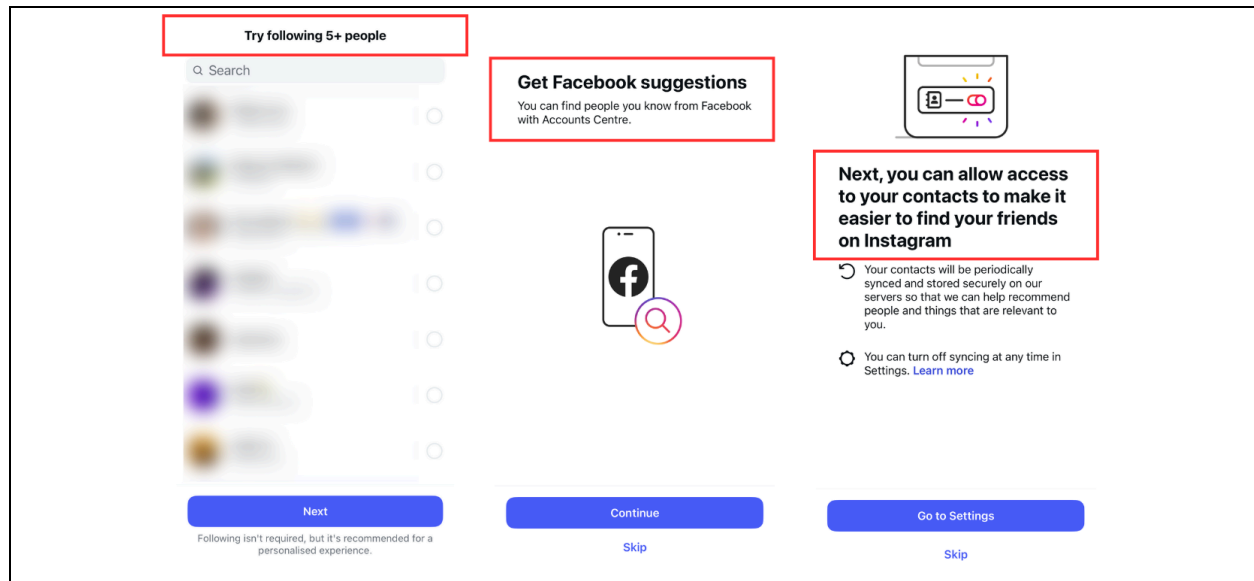 Try following 5+ people
Search
Next
Following isn't required, but it's recommended for a
personalised experience.
Get Facebook suggestions
You can find people you know from Facebook
with Accounts Centre.
Continue
Skip
Next, you can allow access
to your contacts to make it
easier to find your friends
on Instagram
Your contacts will be periodically
synced and stored securely on our
servers so that we can help recommend
people and things that are relevant to
you.
You can turn off syncing at any time in
Settings. Learn more
Go to Settings
Skip